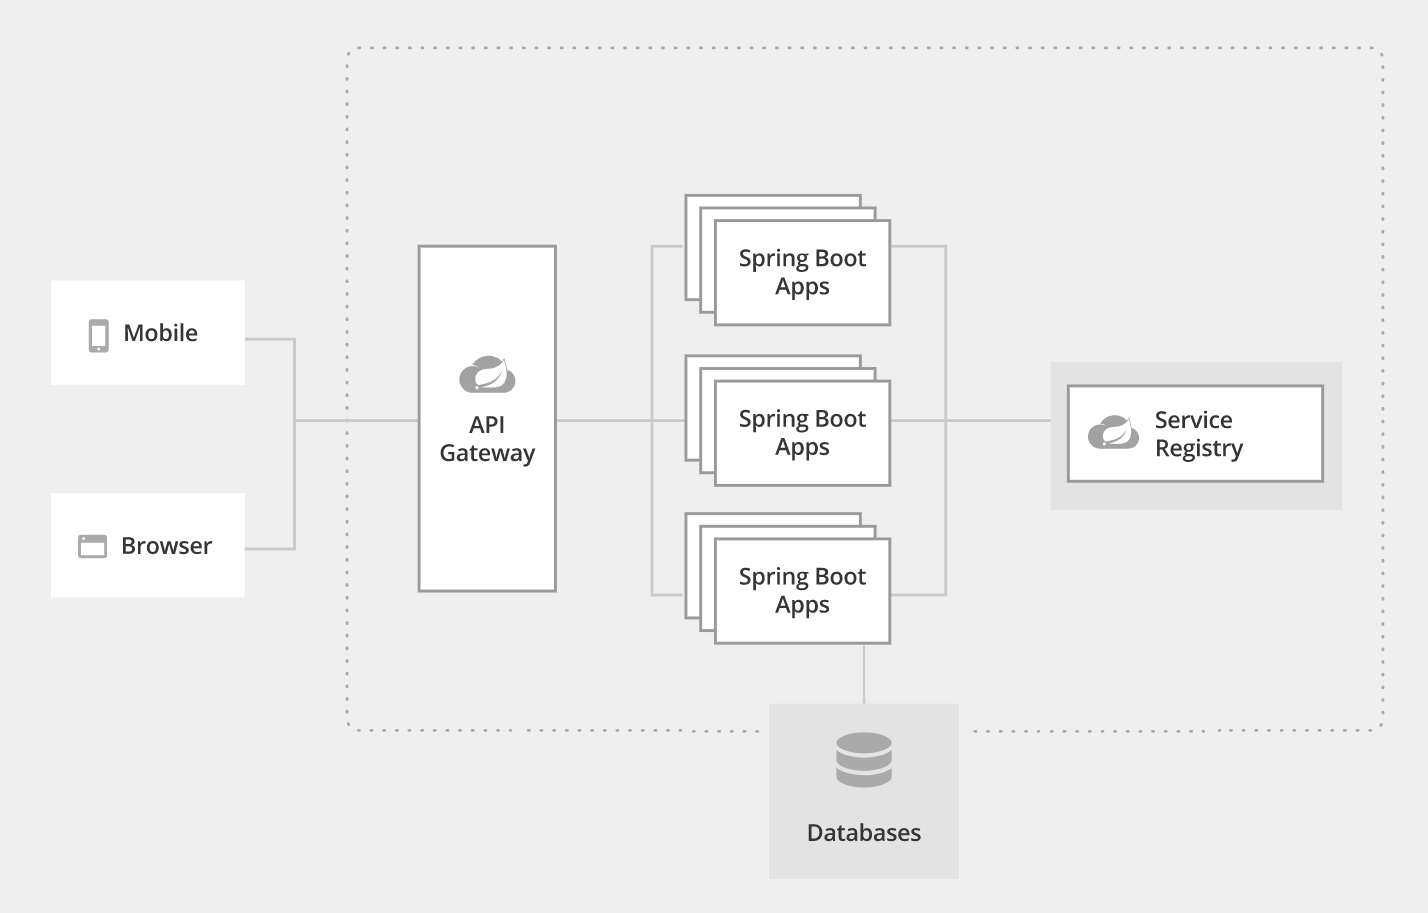 Mobile
Browser
API
Gateway
Spring Boot
Apps
Spring Boot
Apps
Spring Boot
Apps
Service
Registry
Databases